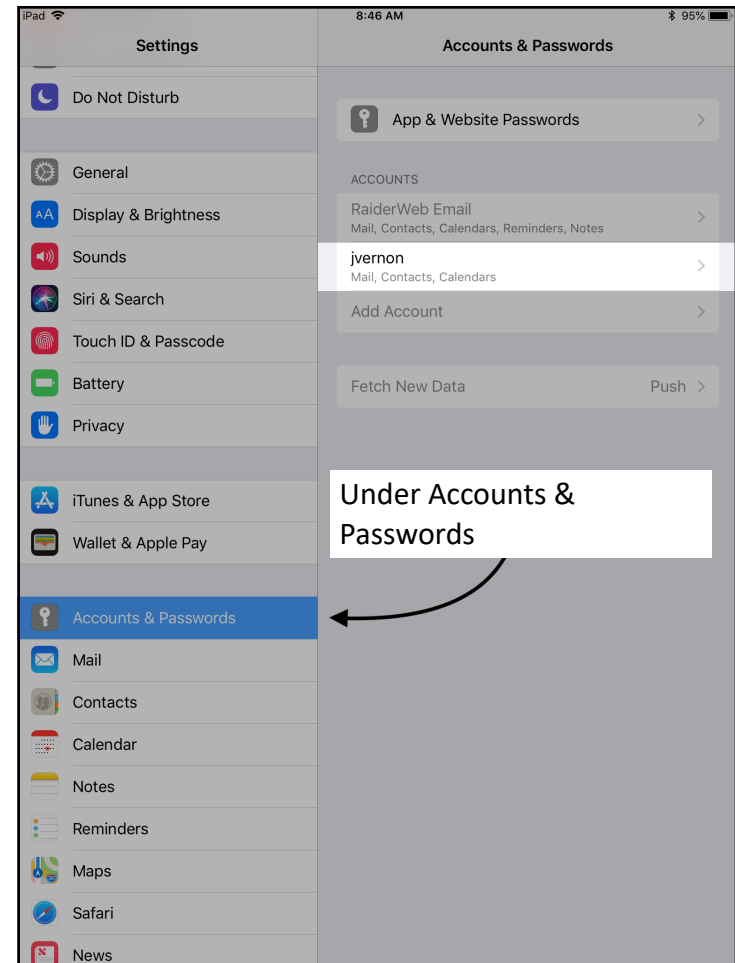 iPad
8:46 AM
95%
Settings
Accounts & Passwords
Do Not Disturb
General
AA
Display & Brightness
Sounds
Siri & Search
Touch ID & Passcode
Battery
Privacy
iTunes & App Store
Wallet & Apple Pay
Accounts & Passwords
Mail
Contacts
Calendar
Notes
Reminders
Maps
Safari
N
News
App & Website Passwords
ACCOUNTS
RaiderWeb Email
Mail, Contacts, Calendars, Reminders, Notes
jvernon
Mail, Contacts, Calendars
Add Account
Fetch New Data Push
Under Accounts &
Passwords